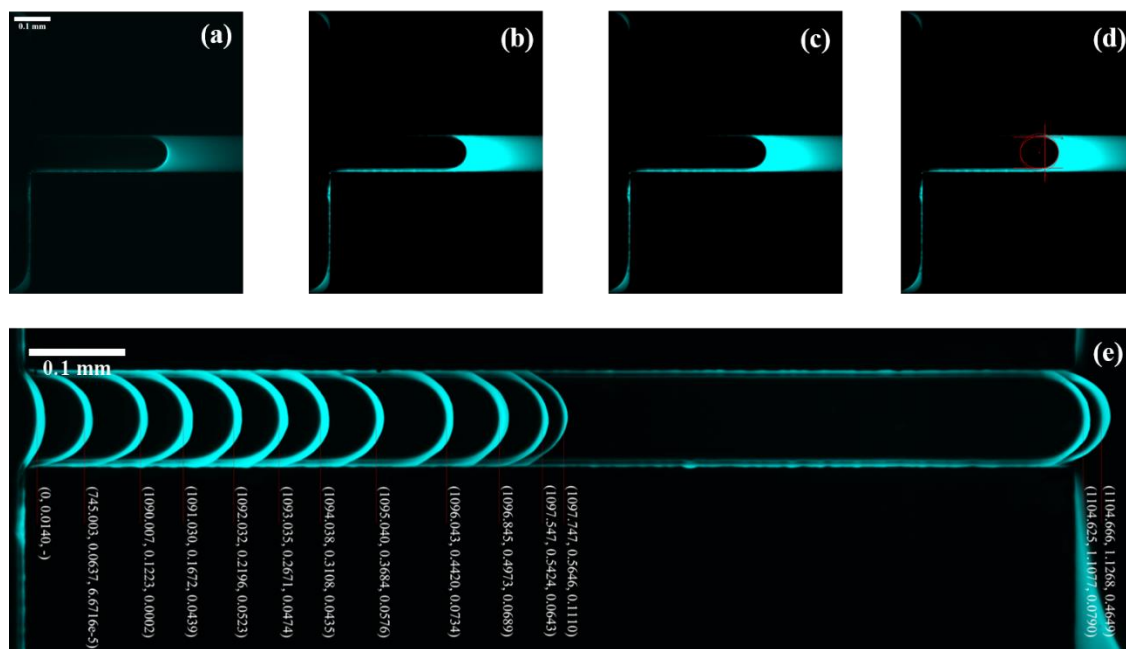 (a)
0.1 mm
(b)
(c)
(d)
(e)
0.1 mm
(0, 0.0140, -)
(745.003, 0.0637, 6.6716e-5)
(1090.007, 0.1223, 0.0002)
(1091.030, 0.1672, 0.0439)
(1092.032, 0.2196, 0.0523)
(1093.035, 0.2671, 0.0474)
(1094.038, 0.3108, 0.0435)
(1095.040, 0.3684, 0.0576)
(1096.043, 0.4420, 0.0734)
(1096.845, 0.4973, 0.0689)
(1097.547, 0.5424, 0.0643)
(1097.747, 0.5646, 0.1110)
(1104.625, 1.1077, 0.0790)
(1104.666, 1.1268, 0.4649)